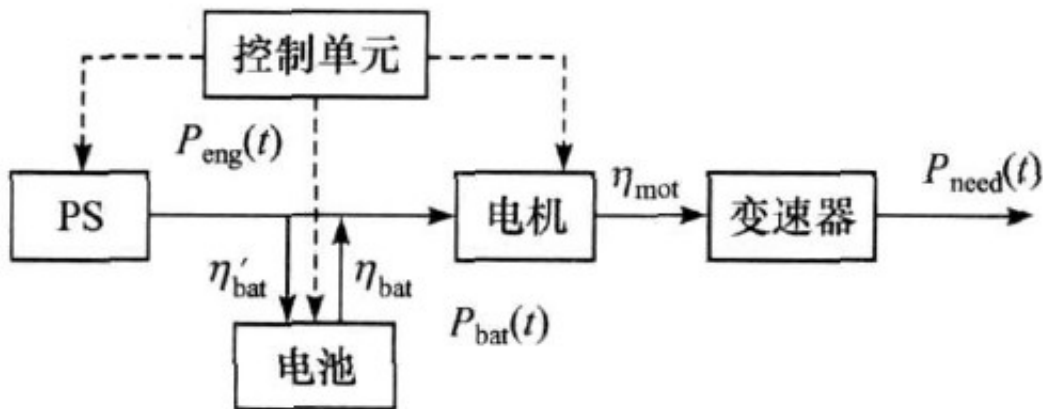 控制单元
P_eng(t)
PS
电机
η_mot
变速器
P_need(t)
η′_bat
η_bat
P_bat(t)
电池